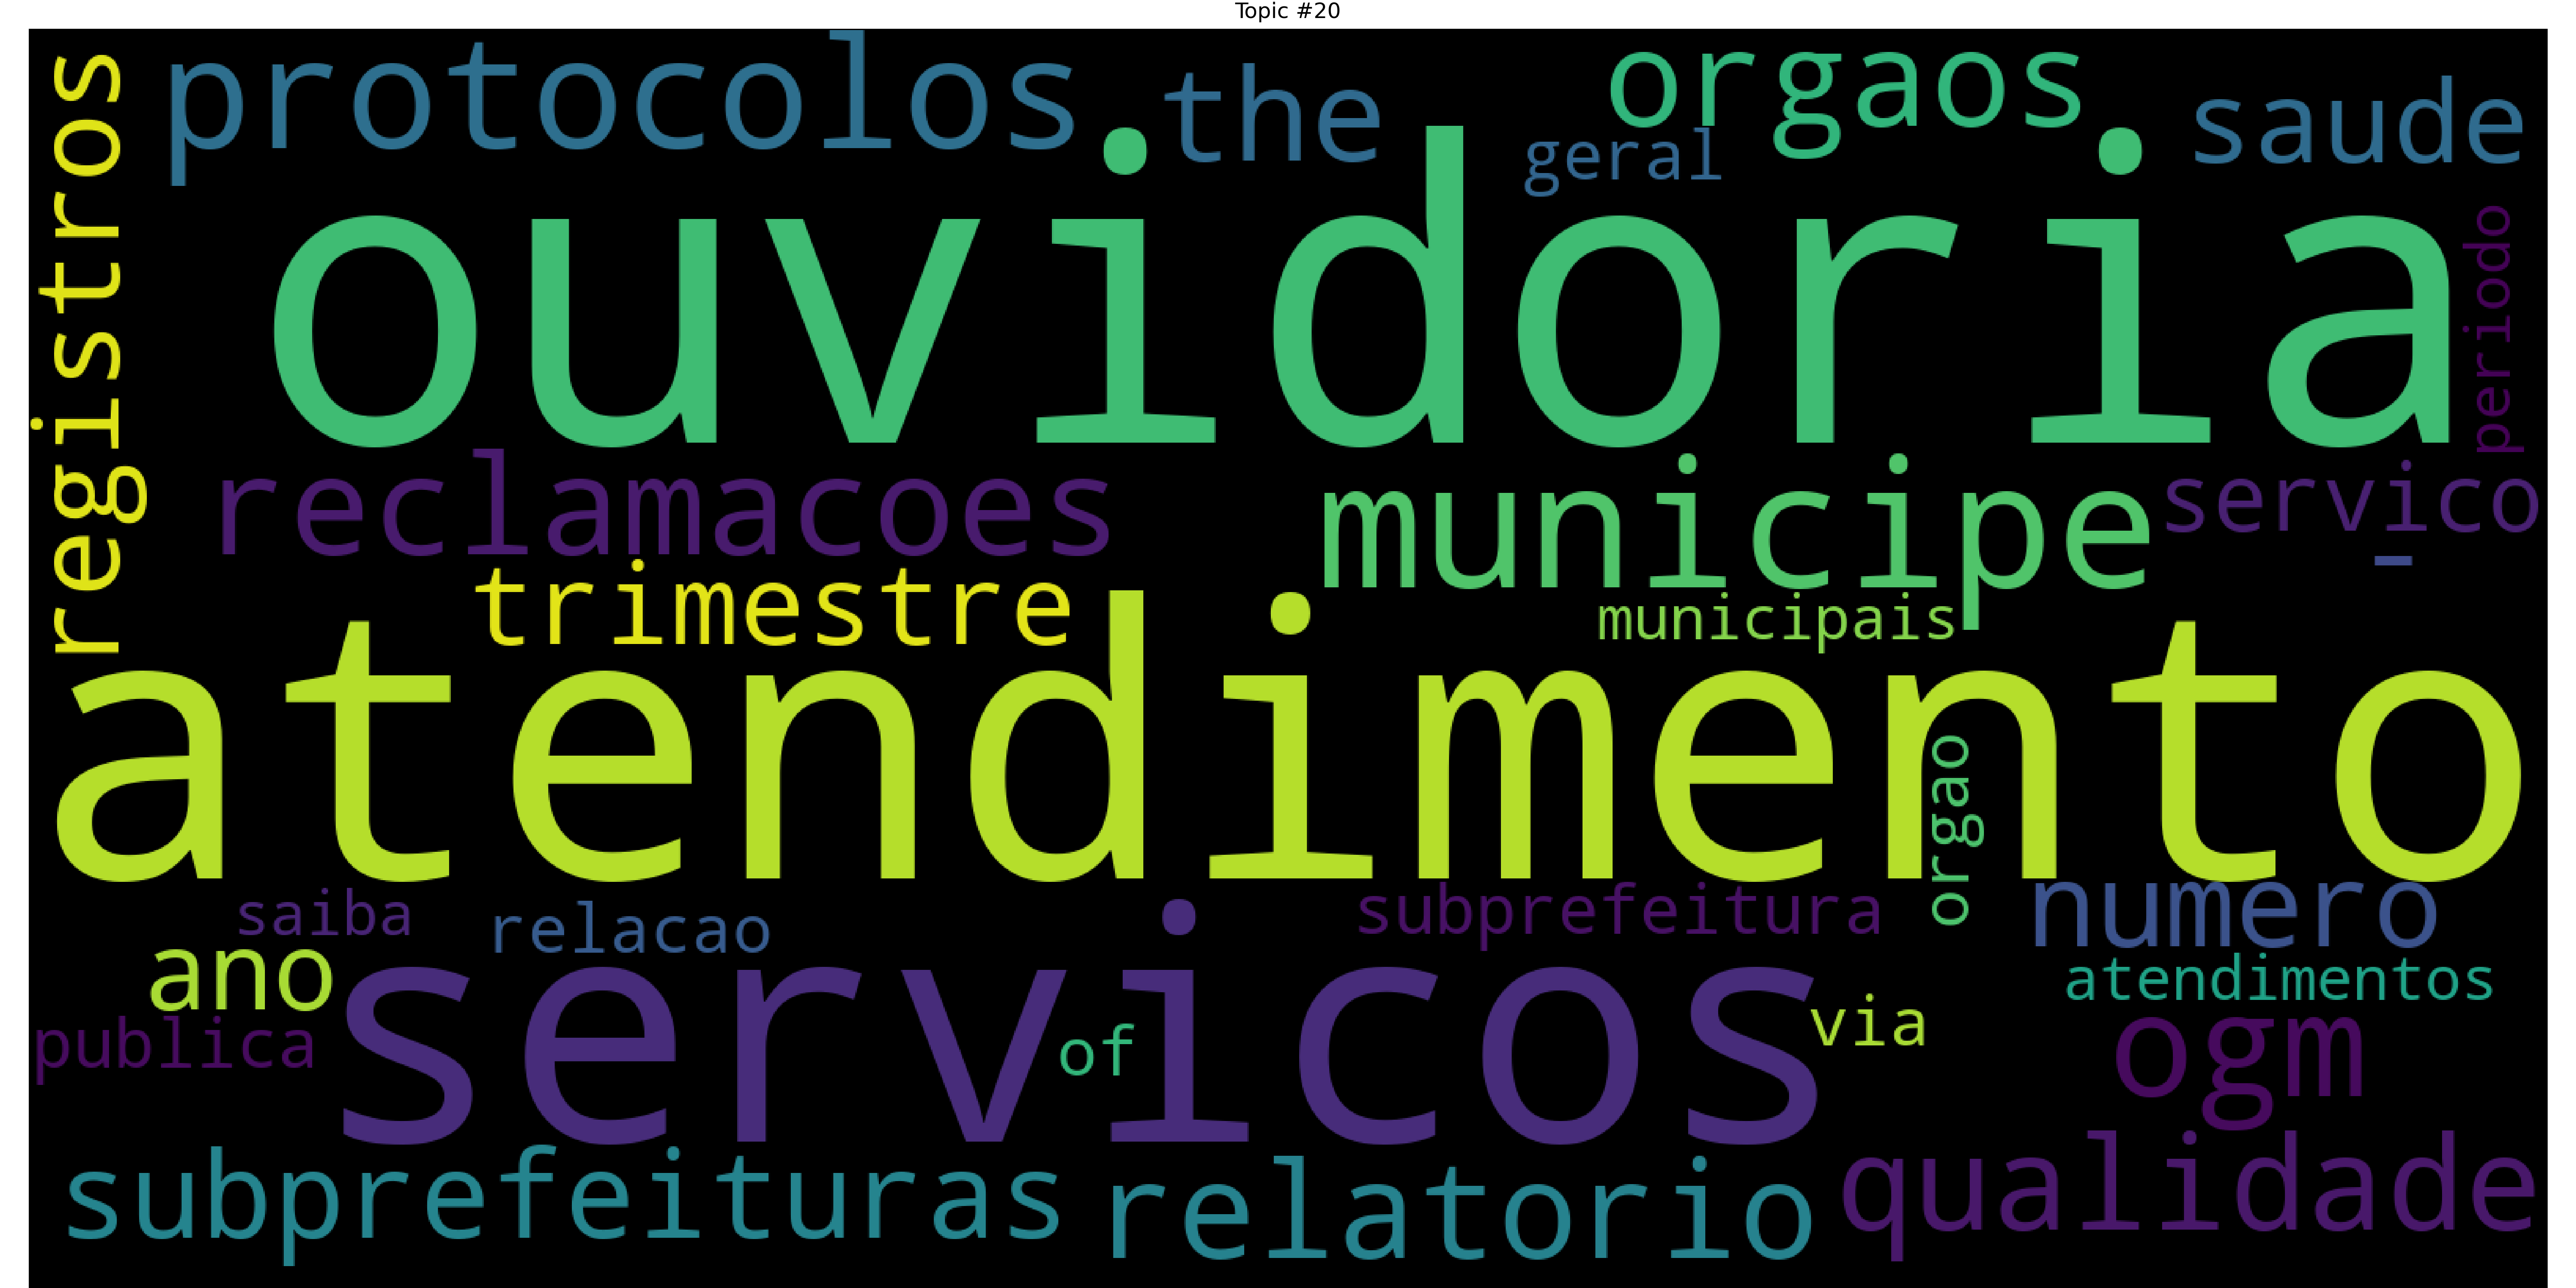 Topic #20
registros
protocolos
the
orgaos
geral
saude
ouvidoria
periodo
reclamacoes
municipe
servico
-
trimestre
municipais
atendimento
orgao
saiba
relacao
subprefeitura
numero
ano
atendimentos
servicos
via
publica
of
ogm
subprefeituras
relatorio
qualidade